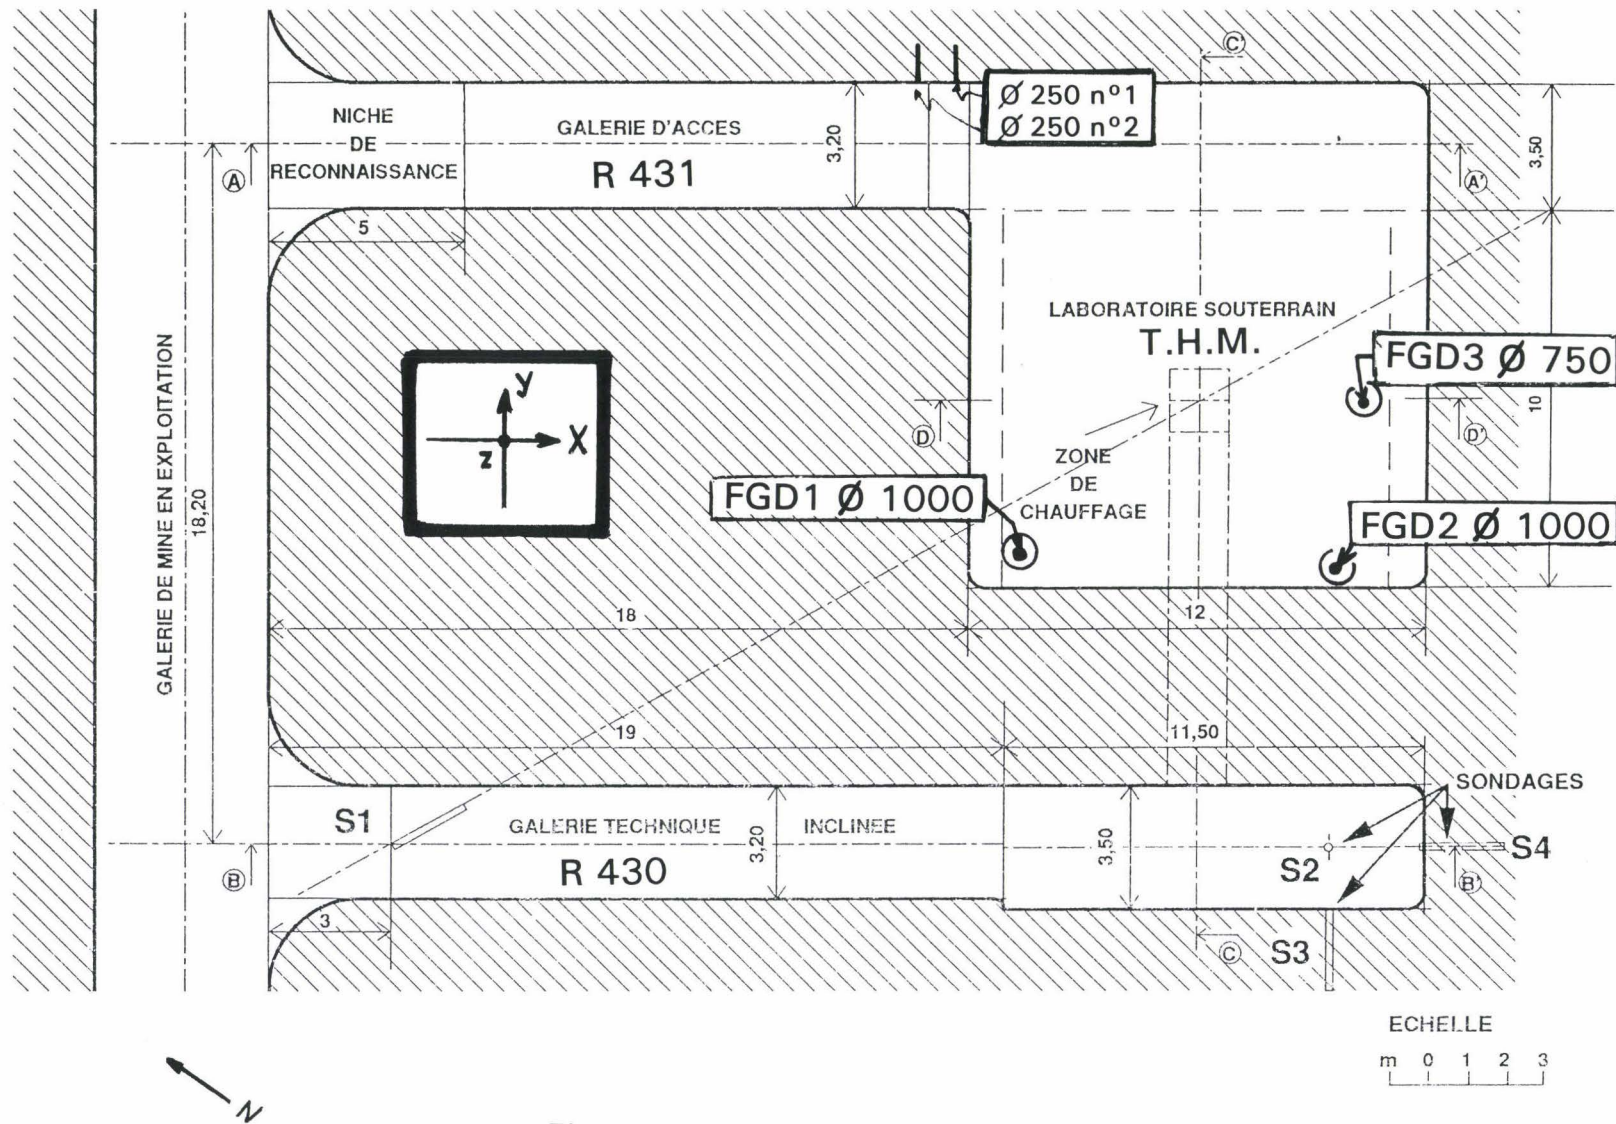 C'
Ø 250 nº1
Ø 250 nº2
NICHE
DE
RECONNAISSANCE
GALERIE D'ACCES
R 431
3,20
3,50
A
A'
5
LABORATOIRE SOUTERRAIN
T.H.M.
FGD3 Ø 750
10
GALERIE DE MINE EN EXPLOITATION
18,20
y
X
z
D
D'
ZONE
DE
CHAUFFAGE
FGD1 Ø 1000
FGD2 Ø 1000
18
12
19
11,50
SONDAGES
S1
GALERIE TECHNIQUE INCLINEE
R 430
3,20
3,50
S2
S4
B
B'
3
S3
C
ECHELLE
m 0 1 2 3
N